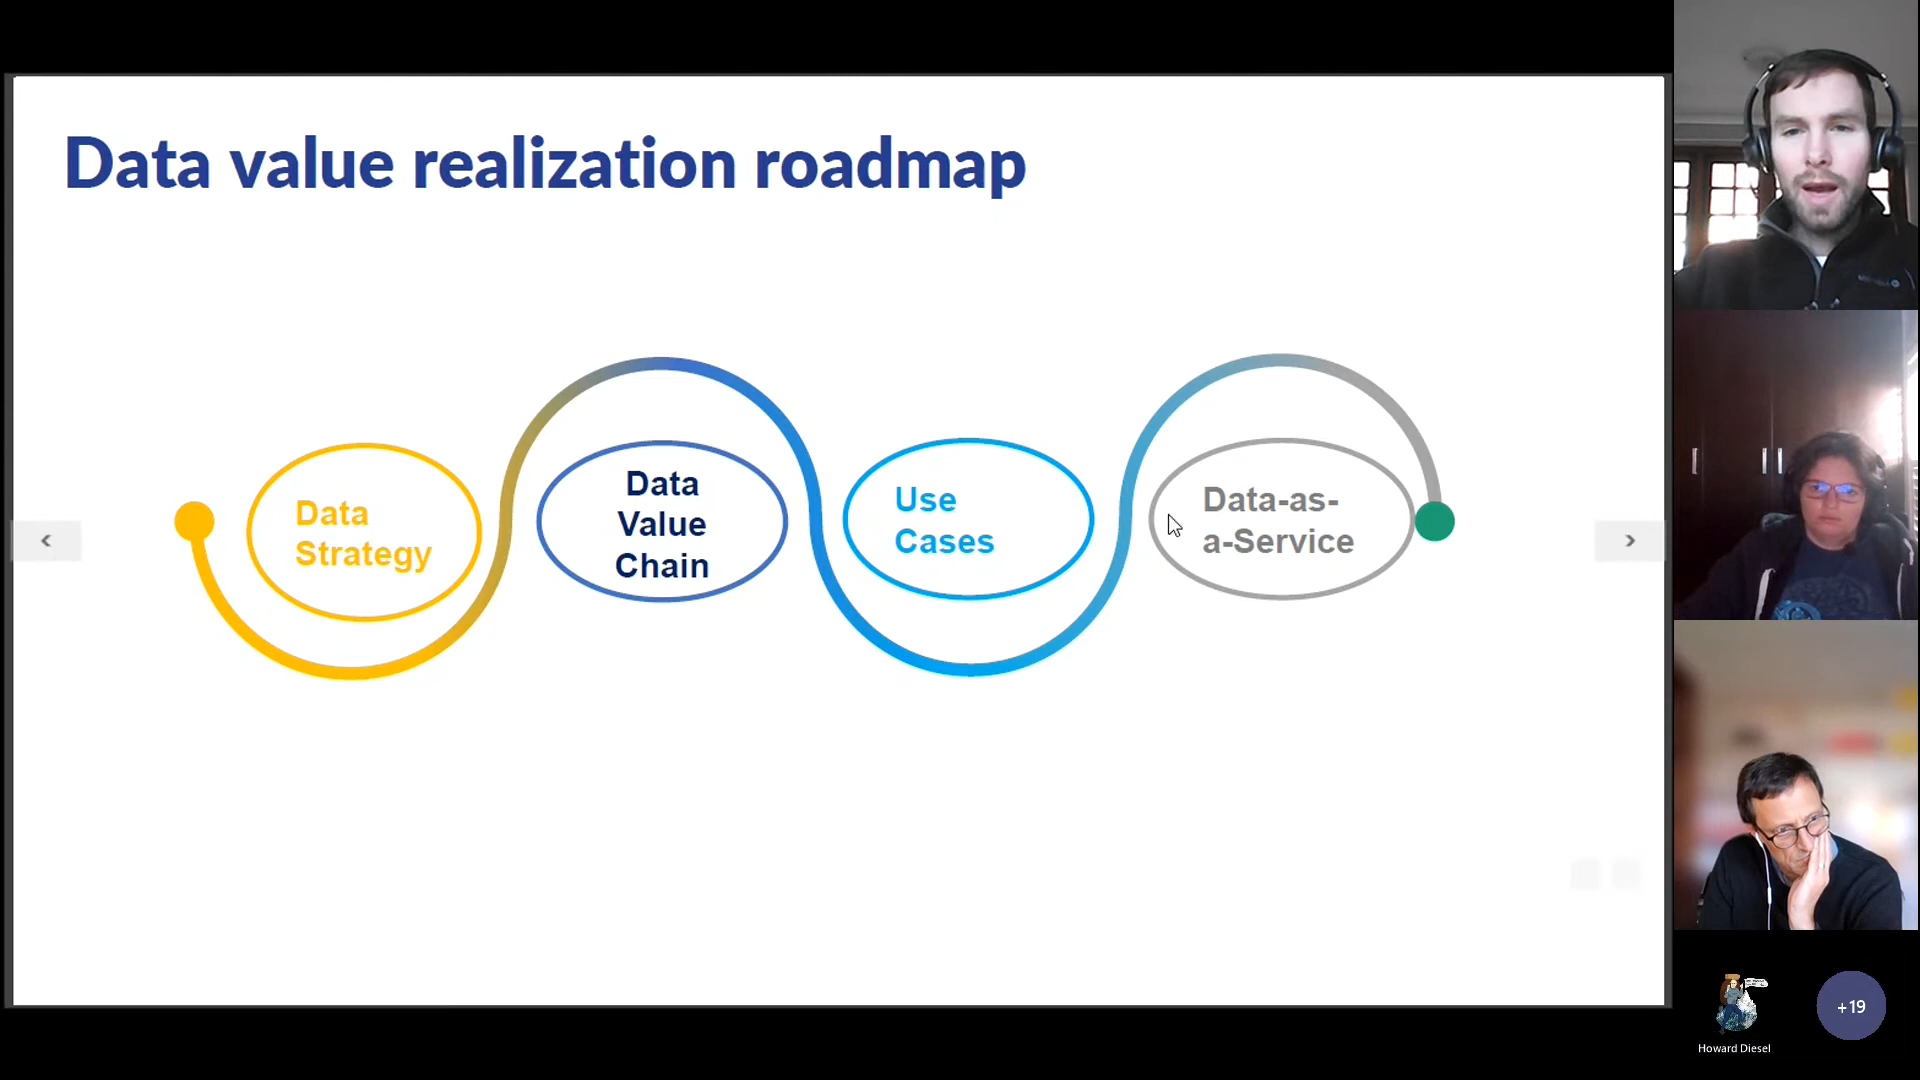 Data value realization roadmap
Data
Strategy
Data
Value
Chain
Use
Cases
Data-as-
a-Service
Howard Diesel
+19